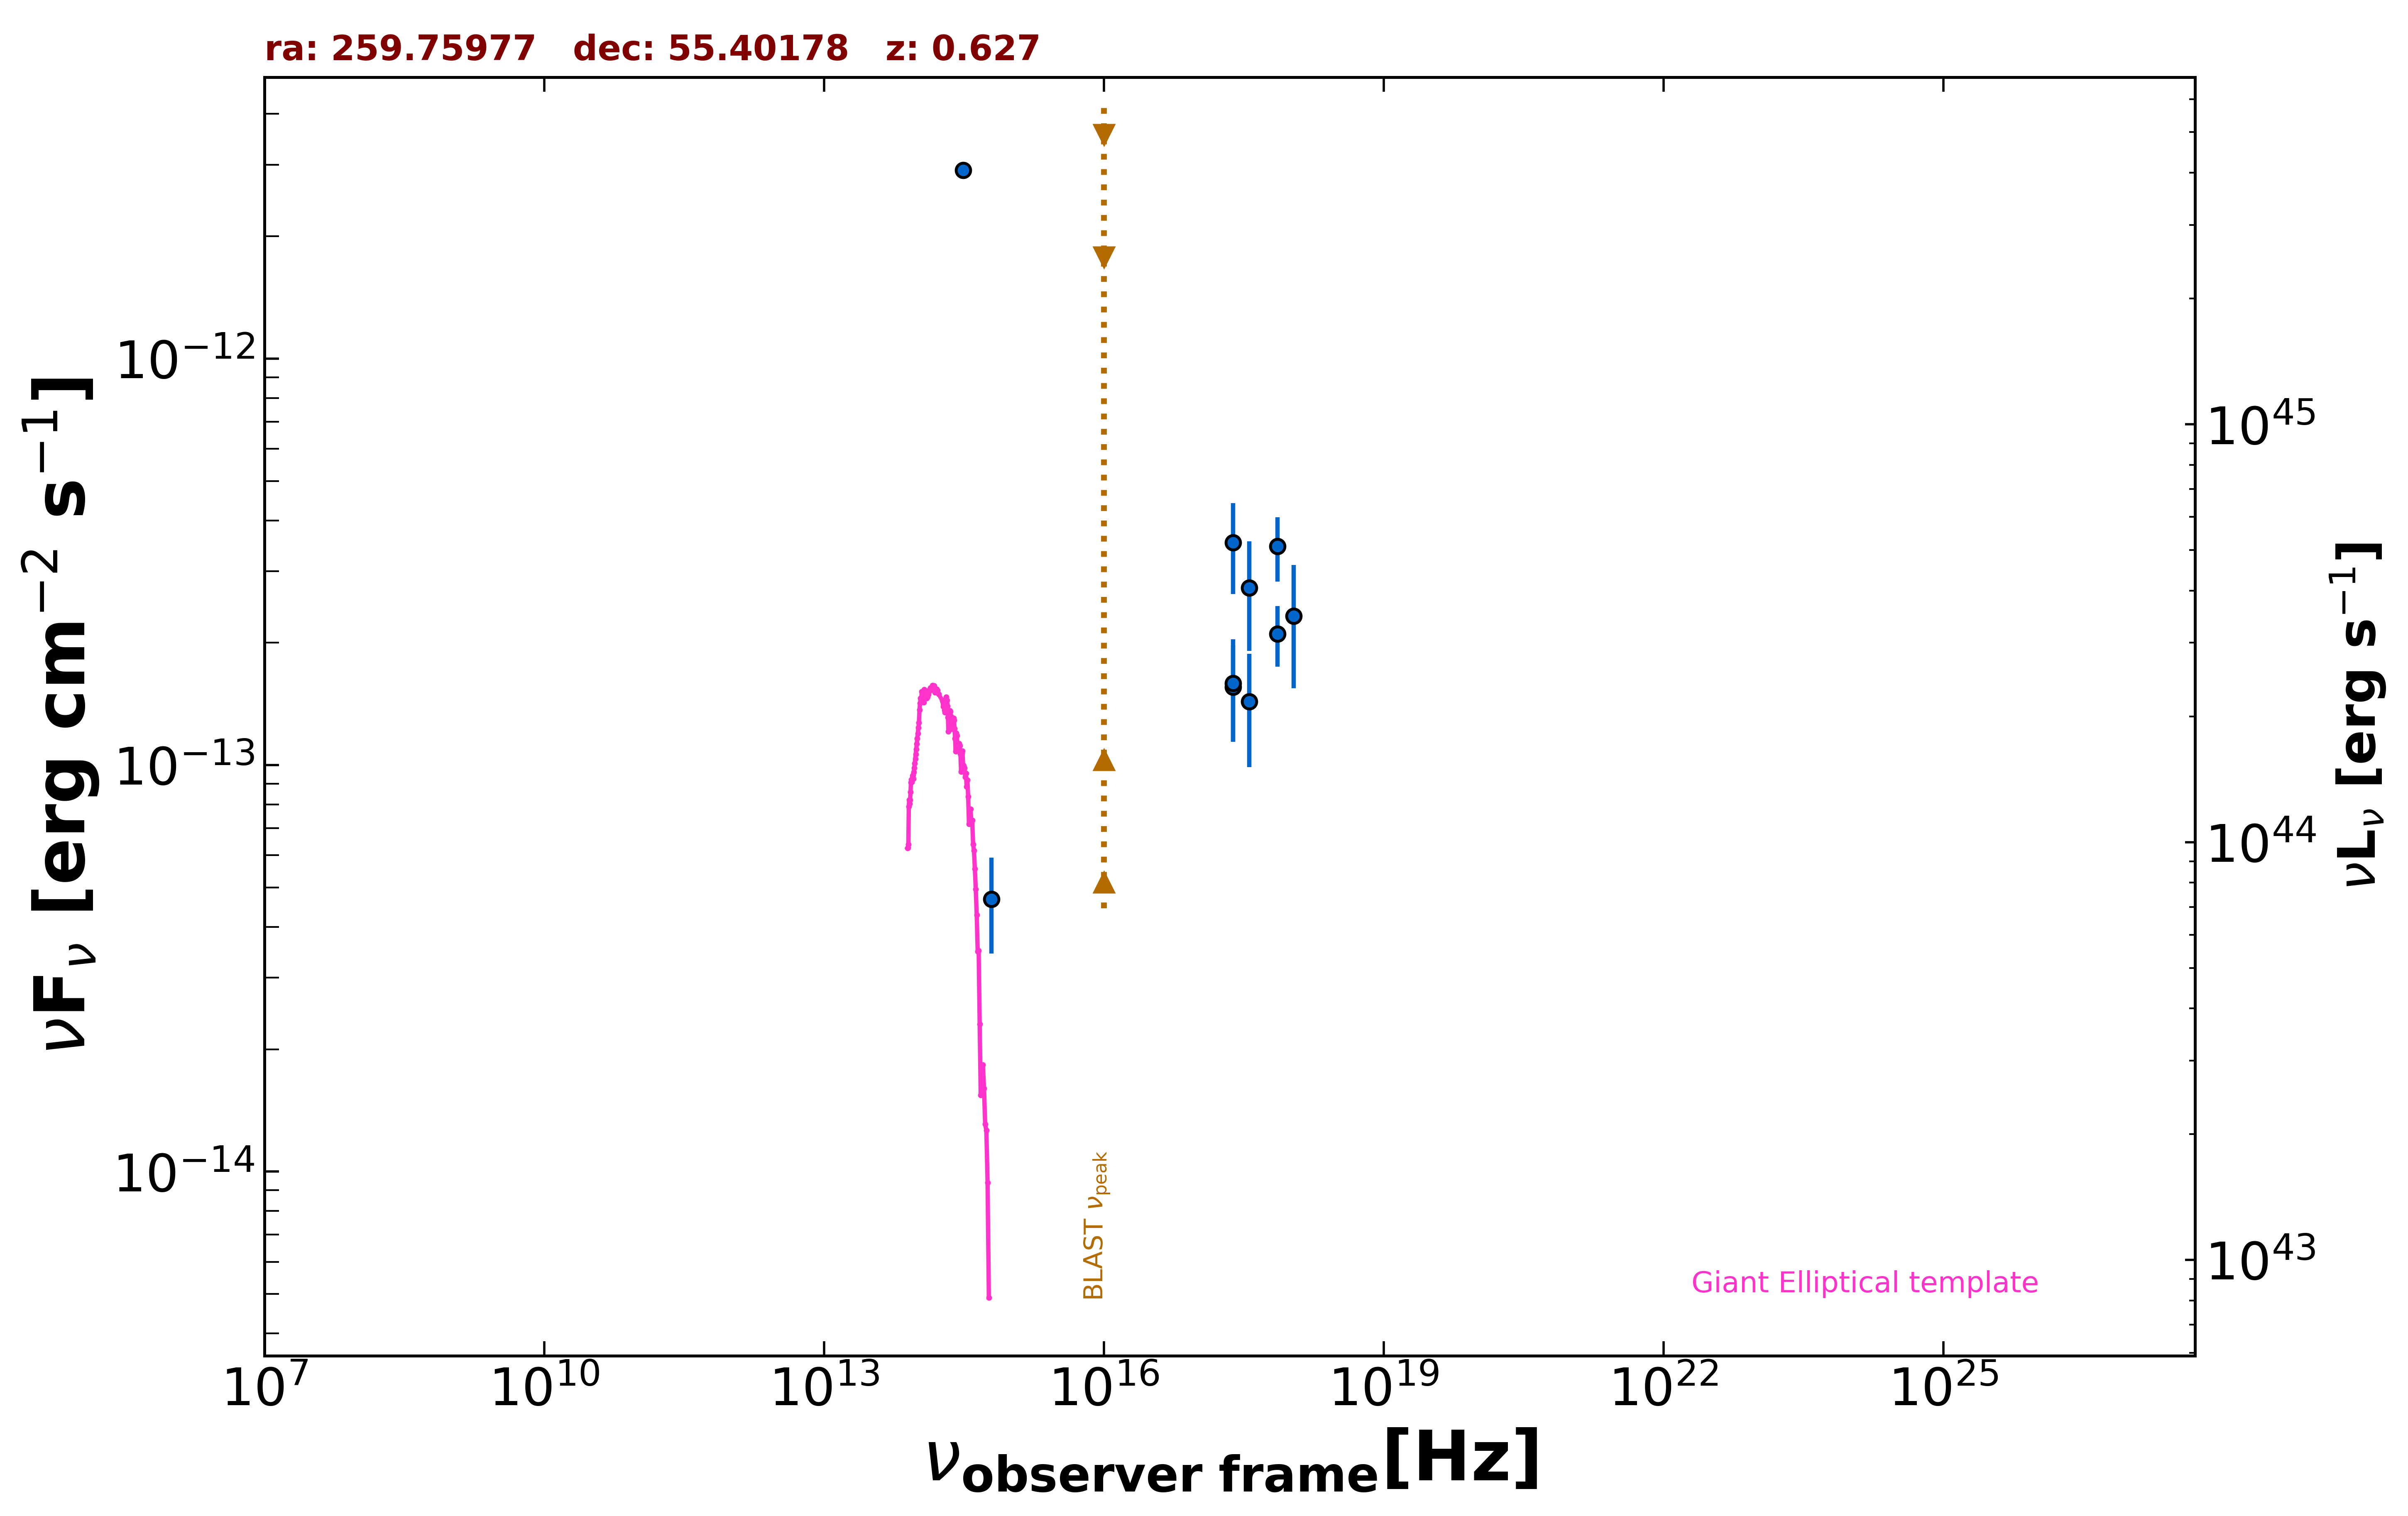 ra: 259.75977   dec: 55.40178   z: 0.627
νFν [erg cm⁻² s⁻¹]
10⁻¹²
10⁻¹³
10⁻¹⁴
νLν [erg s⁻¹]
10⁴⁵
10⁴⁴
10⁴³
BLAST νpeak
Giant Elliptical template
10⁷ 10¹⁰ 10¹³ 10¹⁶ 10¹⁹ 10²² 10²⁵
νobserver frame[Hz]